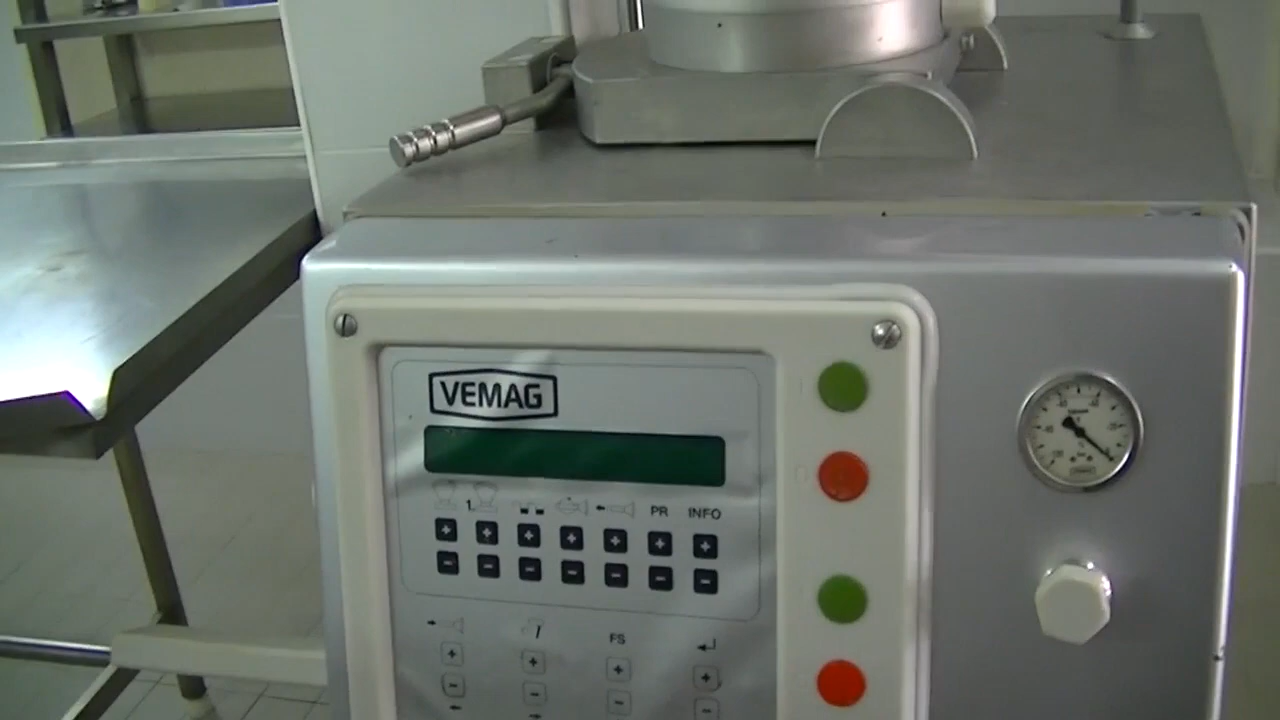 VEMAG
1
PR INFO
+ + + + + + +
- - - - - - -
FS
+ + + +
- - - -